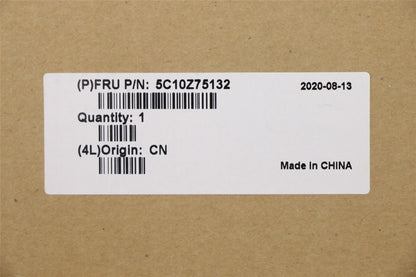 (P)FRU P/N: 5C10Z75132
2020-08-13
Quantity: 1
(4L)Origin: CN
Made in CHINA